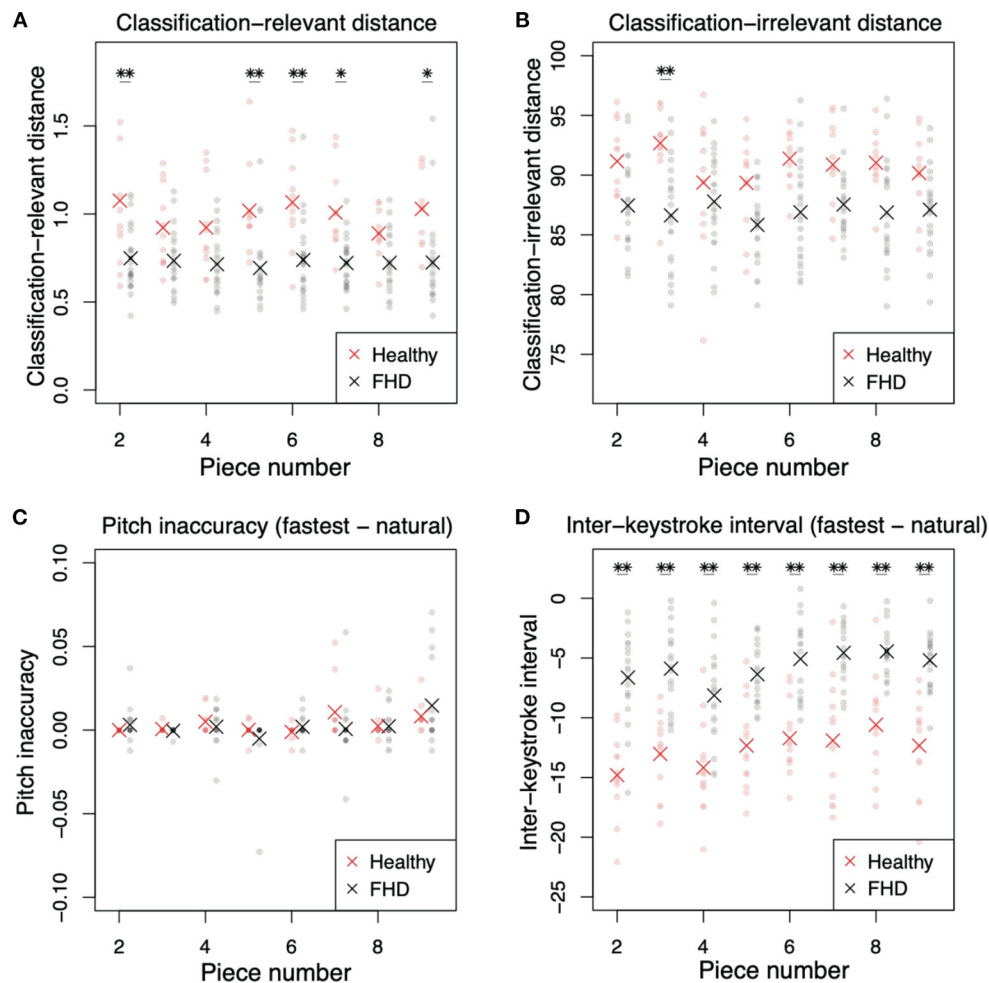 A
Classification−relevant distance
** ** ** * *
Classification−relevant distance
1.5
1.0
0.5
0.0
Healthy
FHD
2 4 6 8
Piece number
B
Classification−irrelevant distance
**
Classification−irrelevant distance
100
95
90
85
80
75
Healthy
FHD
2 4 6 8
Piece number
C
Pitch inaccuracy (fastest − natural)
Pitch inaccuracy
0.10
0.05
0.00
−0.05
−0.10
Healthy
FHD
2 4 6 8
Piece number
D
Inter−keystroke interval (fastest − natural)
** ** ** ** ** ** ** **
Inter−keystroke interval
0
−5
−10
−15
−20
−25
Healthy
FHD
2 4 6 8
Piece number